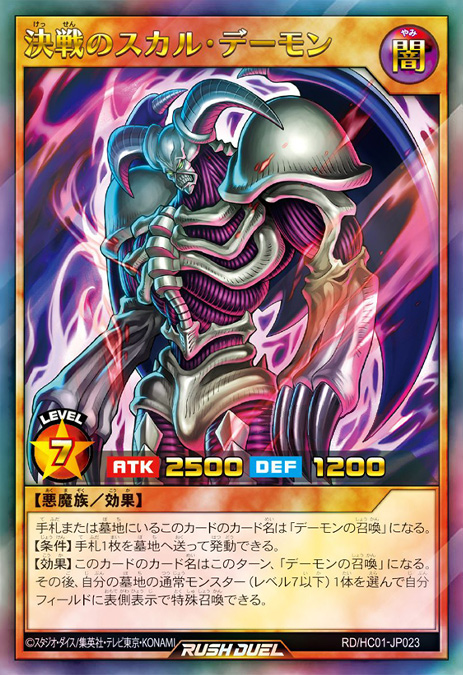 決戦のスカル・デーモン
闇
LEVEL
7
ATK 2500 DEF 1200
【悪魔族／効果】
手札または墓地にいるこのカードのカード名は「デーモンの召喚」になる。
【条件】手札1枚を墓地へ送って発動できる。
【効果】このカードのカード名はこのターン、「デーモンの召喚」になる。
その後、自分の墓地の通常モンスター（レベル7以下）1体を選んで自分
フィールドに表側表示で特殊召喚できる。
©スタジオ・ダイス/集英社・テレビ東京・KONAMI
RUSH DUEL
RD/HC01-JP023